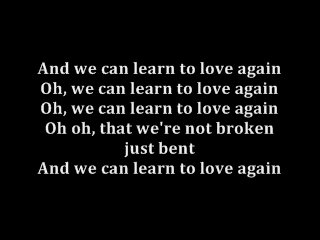 And we can learn to love again
Oh, we can learn to love again
Oh, we can learn to love again
Oh oh, that we're not broken
just bent
And we can learn to love again